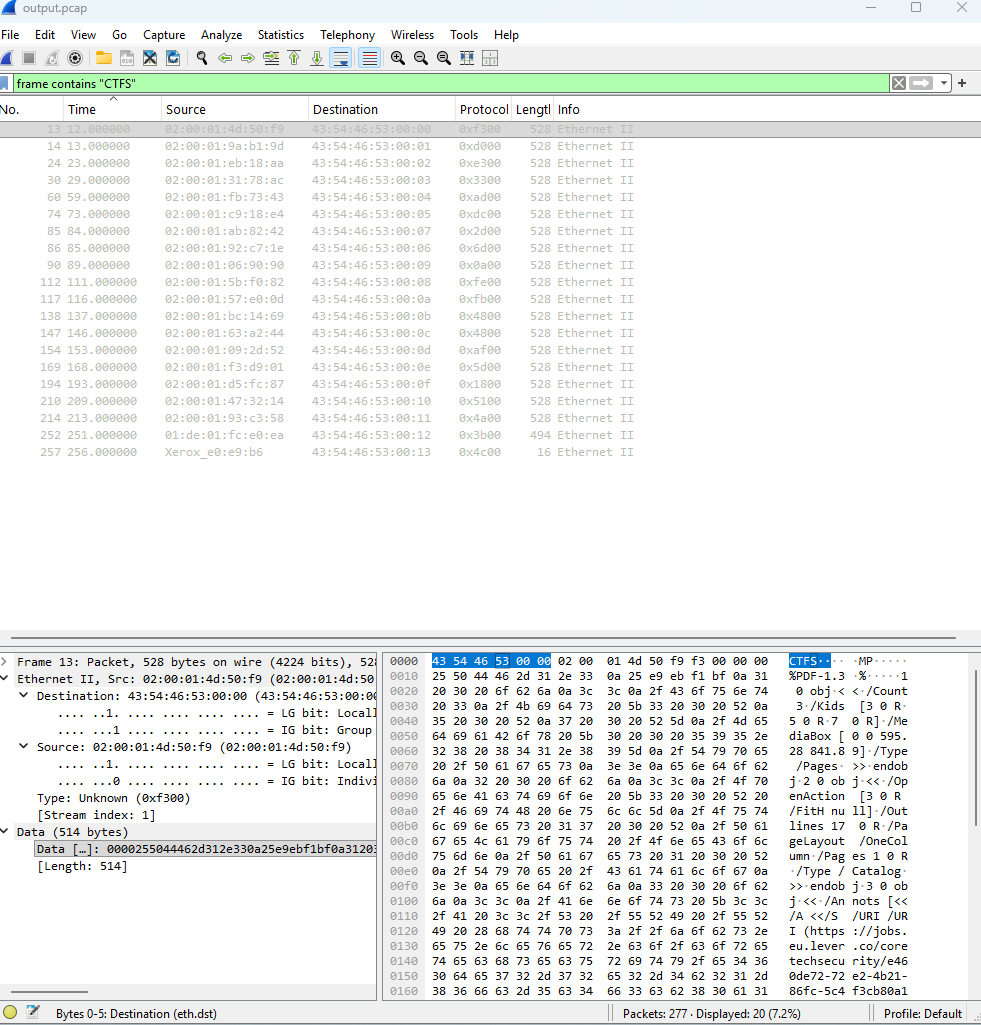 output.pcap
File Edit View Go Capture Analyze Statistics Telephony Wireless Tools Help
frame contains "CTFS"
No. Time Source Destination Protocol Lengtl Info
13 12.000000 02:00:01:4d:50:f9 43:54:46:53:00:00 0xf300 528 Ethernet II
14 13.000000 02:00:01:9a:b1:9d 43:54:46:53:00:01 0xd000 528 Ethernet II
24 23.000000 02:00:01:eb:18:aa 43:54:46:53:00:02 0xe300 528 Ethernet II
30 29.000000 02:00:01:31:78:ac 43:54:46:53:00:03 0x3300 528 Ethernet II
60 59.000000 02:00:01:fb:73:43 43:54:46:53:00:04 0xad00 528 Ethernet II
74 73.000000 02:00:01:c9:18:e4 43:54:46:53:00:05 0xdc00 528 Ethernet II
85 84.000000 02:00:01:ab:82:42 43:54:46:53:00:07 0x2d00 528 Ethernet II
86 85.000000 02:00:01:92:c7:1e 43:54:46:53:00:06 0x6d00 528 Ethernet II
90 89.000000 02:00:01:06:90:90 43:54:46:53:00:09 0x0a00 528 Ethernet II
112 111.000000 02:00:01:5b:f0:82 43:54:46:53:00:08 0xfe00 528 Ethernet II
117 116.000000 02:00:01:57:e0:0d 43:54:46:53:00:0a 0xfb00 528 Ethernet II
138 137.000000 02:00:01:bc:14:69 43:54:46:53:00:0b 0x4800 528 Ethernet II
147 146.000000 02:00:01:63:a2:44 43:54:46:53:00:0c 0x4800 528 Ethernet II
154 153.000000 02:00:01:09:2d:52 43:54:46:53:00:0d 0xaf00 528 Ethernet II
169 168.000000 02:00:01:f3:d9:01 43:54:46:53:00:0e 0x5d00 528 Ethernet II
194 193.000000 02:00:01:d5:fc:87 43:54:46:53:00:0f 0x1800 528 Ethernet II
210 209.000000 02:00:01:47:32:14 43:54:46:53:00:10 0x5100 528 Ethernet II
214 213.000000 02:00:01:93:c3:58 43:54:46:53:00:11 0x4a00 528 Ethernet II
252 251.000000 01:de:01:fc:e0:ea 43:54:46:53:00:12 0x3b00 494 Ethernet II
257 256.000000 Xerox_e0:e9:b6 43:54:46:53:00:13 0x4c00 16 Ethernet II
Frame 13: Packet, 528 bytes on wire (4224 bits), 528
Ethernet II, Src: 02:00:01:4d:50:f9 (02:00:01:4d:50
Destination: 43:54:46:53:00:00 (43:54:46:53:00:0
.... ..1. .... .... .... .... = LG bit: Locall
.... ...1 .... .... .... .... = IG bit: Group
Source: 02:00:01:4d:50:f9 (02:00:01:4d:50:f9)
.... ..1. .... .... .... .... = LG bit: Locall
.... ...0 .... .... .... .... = IG bit: Indivi
Type: Unknown (0xf300)
[Stream index: 1]
Data (514 bytes)
Data […]: 0000255044462d312e330a25e9ebf1bf0a31203
[Length: 514]
0000 43 54 46 53 00 00 02 00 01 4d 50 f9 f3 00 00 00 CTFS·· ·· ·MP·····
0010 25 50 44 46 2d 31 2e 33 0a 25 e9 eb f1 bf 0a 31 %PDF-1.3 ·%·····1
0020 20 30 20 6f 62 6a 0a 3c 3c 0a 2f 43 6f 75 6e 74 0 obj·< <·/Count
0030 20 33 0a 2f 4b 69 64 73 20 5b 33 20 30 20 52 0a 3·/Kids [3 0 R·
0040 35 20 30 20 52 0a 37 20 30 20 52 5d 0a 2f 4d 65 5 0 R·7 0 R]·/Me
0050 64 69 61 42 6f 78 20 5b 30 20 30 20 35 39 35 2e diaBox [ 0 0 595.
0060 32 38 20 38 34 31 2e 38 39 5d 0a 2f 54 79 70 65 28 841.8 9]·/Type
0070 20 2f 50 61 67 65 73 0a 3e 3e 0a 65 6e 64 6f 62 /Pages· >>·endob
0080 6a 0a 32 20 30 20 6f 62 6a 0a 3c 3c 0a 2f 4f 70 j·2 0 ob j·<<·/Op
0090 65 6e 41 63 74 69 6f 6e 20 5b 33 20 30 20 52 20 enAction [3 0 R
00a0 2f 46 69 74 48 20 6e 75 6c 6c 5d 0a 2f 4f 75 74 /FitH nu ll]·/Out
00b0 6c 69 6e 65 73 20 31 37 20 30 20 52 0a 2f 50 61 lines 17 0 R·/Pa
00c0 67 65 4c 61 79 6f 75 74 20 2f 4f 6e 65 43 6f 6c geLayout /OneCol
00d0 75 6d 6e 0a 2f 50 61 67 65 73 20 31 20 30 20 52 umn·/Pag es 1 0 R
00e0 0a 2f 54 79 70 65 20 2f 43 61 74 61 6c 6f 67 0a ·/Type / Catalog·
00f0 3e 3e 0a 65 6e 64 6f 62 6a 0a 33 20 30 20 6f 62 >>·endob j·3 0 ob
0100 6a 0a 3c 3c 0a 2f 41 6e 6e 6f 74 73 20 5b 3c 3c j·<<·/An nots [<<
0110 2f 41 20 3c 3c 2f 53 20 2f 55 52 49 20 2f 55 52 /A <</S /URI /UR
0120 49 20 28 68 74 74 70 73 3a 2f 2f 6a 6f 62 73 2e I (https ://jobs.
0130 65 75 2e 6c 65 76 65 72 2e 63 6f 2f 63 6f 72 65 eu.lever .co/core
0140 74 65 63 68 73 65 63 75 72 69 74 79 2f 65 34 36 techsecu rity/e46
0150 30 64 65 37 32 2d 37 32 65 32 2d 34 62 32 31 2d 0de72-72 e2-4b21-
0160 38 36 66 63 2d 35 63 34 66 33 63 62 38 30 61 31 86fc-5c4 f3cb80a1
Bytes 0-5: Destination (eth.dst) Packets: 277 · Displayed: 20 (7.2%) Profile: Default